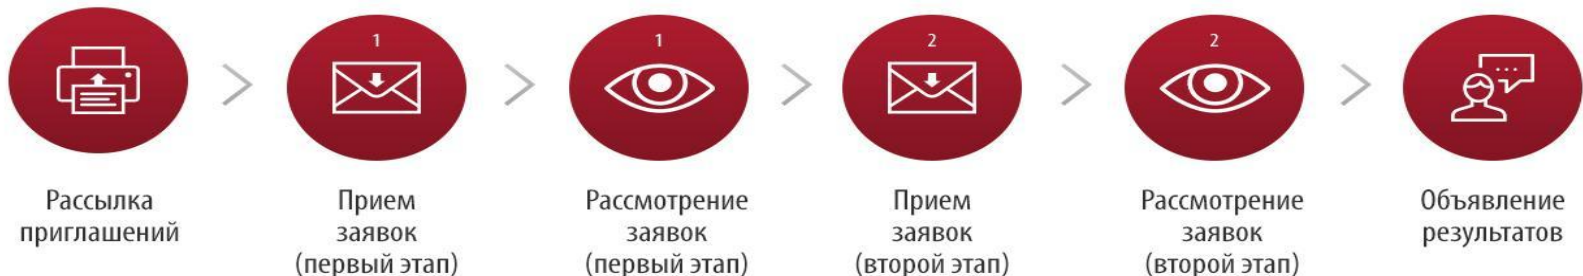 1
1
2
2
Рассылка
приглашений
Прием
заявок
(первый этап)
Рассмотрение
заявок
(первый этап)
Прием
заявок
(второй этап)
Рассмотрение
заявок
(второй этап)
Объявление
результатов